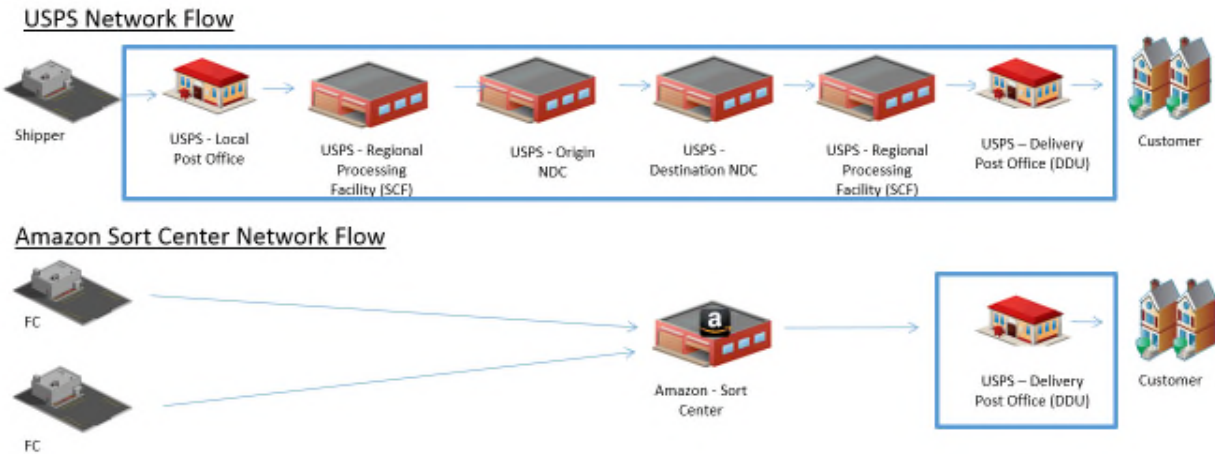 USPS Network Flow
Shipper
USPS - Local
Post Office
USPS - Regional
Processing
Facility (SCF)
USPS - Origin
NDC
USPS -
Destination NDC
USPS - Regional
Processing
Facility (SCF)
USPS – Delivery
Post Office (DDU)
Customer
Amazon Sort Center Network Flow
FC
FC
a
Amazon - Sort
Center
USPS – Delivery
Post Office (DDU)
Customer